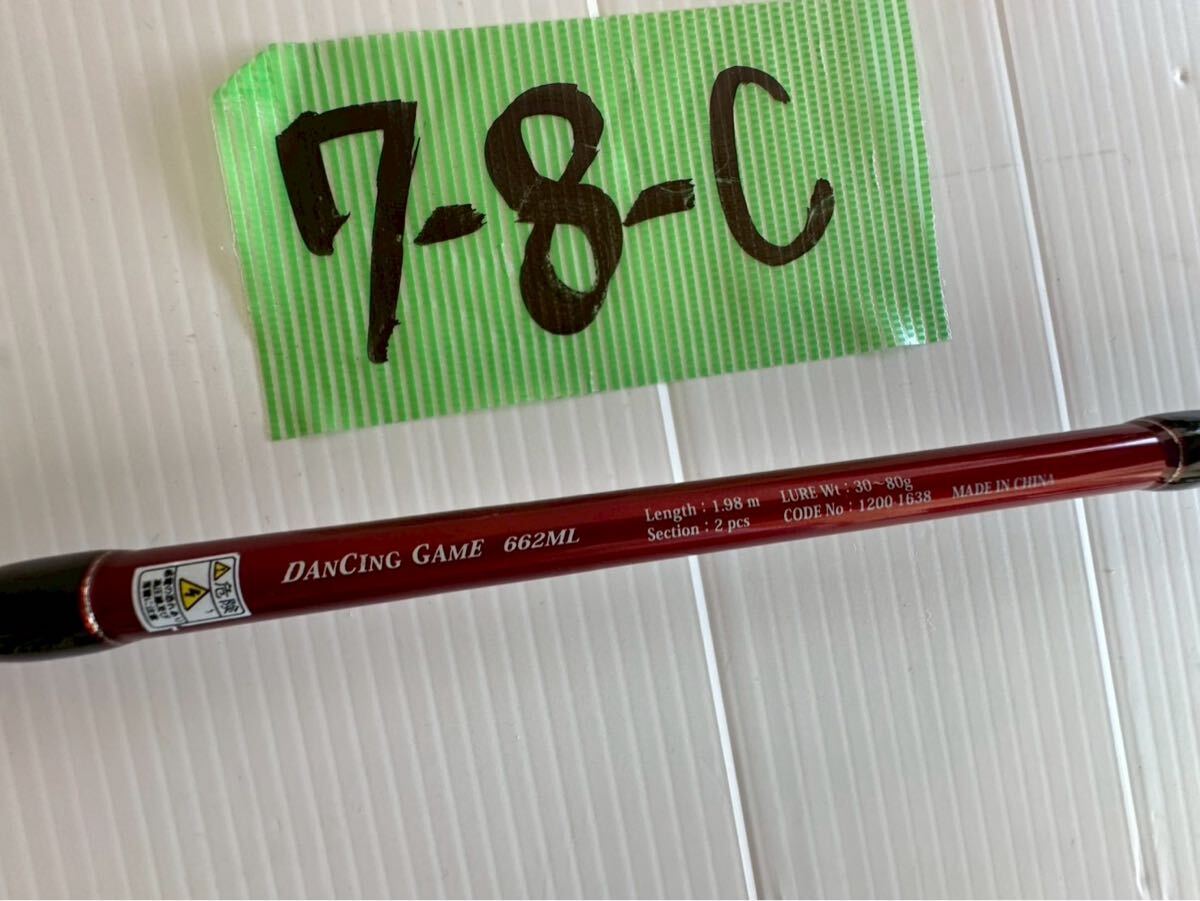 7-8-C
DANCING GAME 662ML
Length : 1.98 m
Section : 2 pcs
LURE Wt : 30～80g
CODE No : 1200 1638
MADE IN CHINA
危険